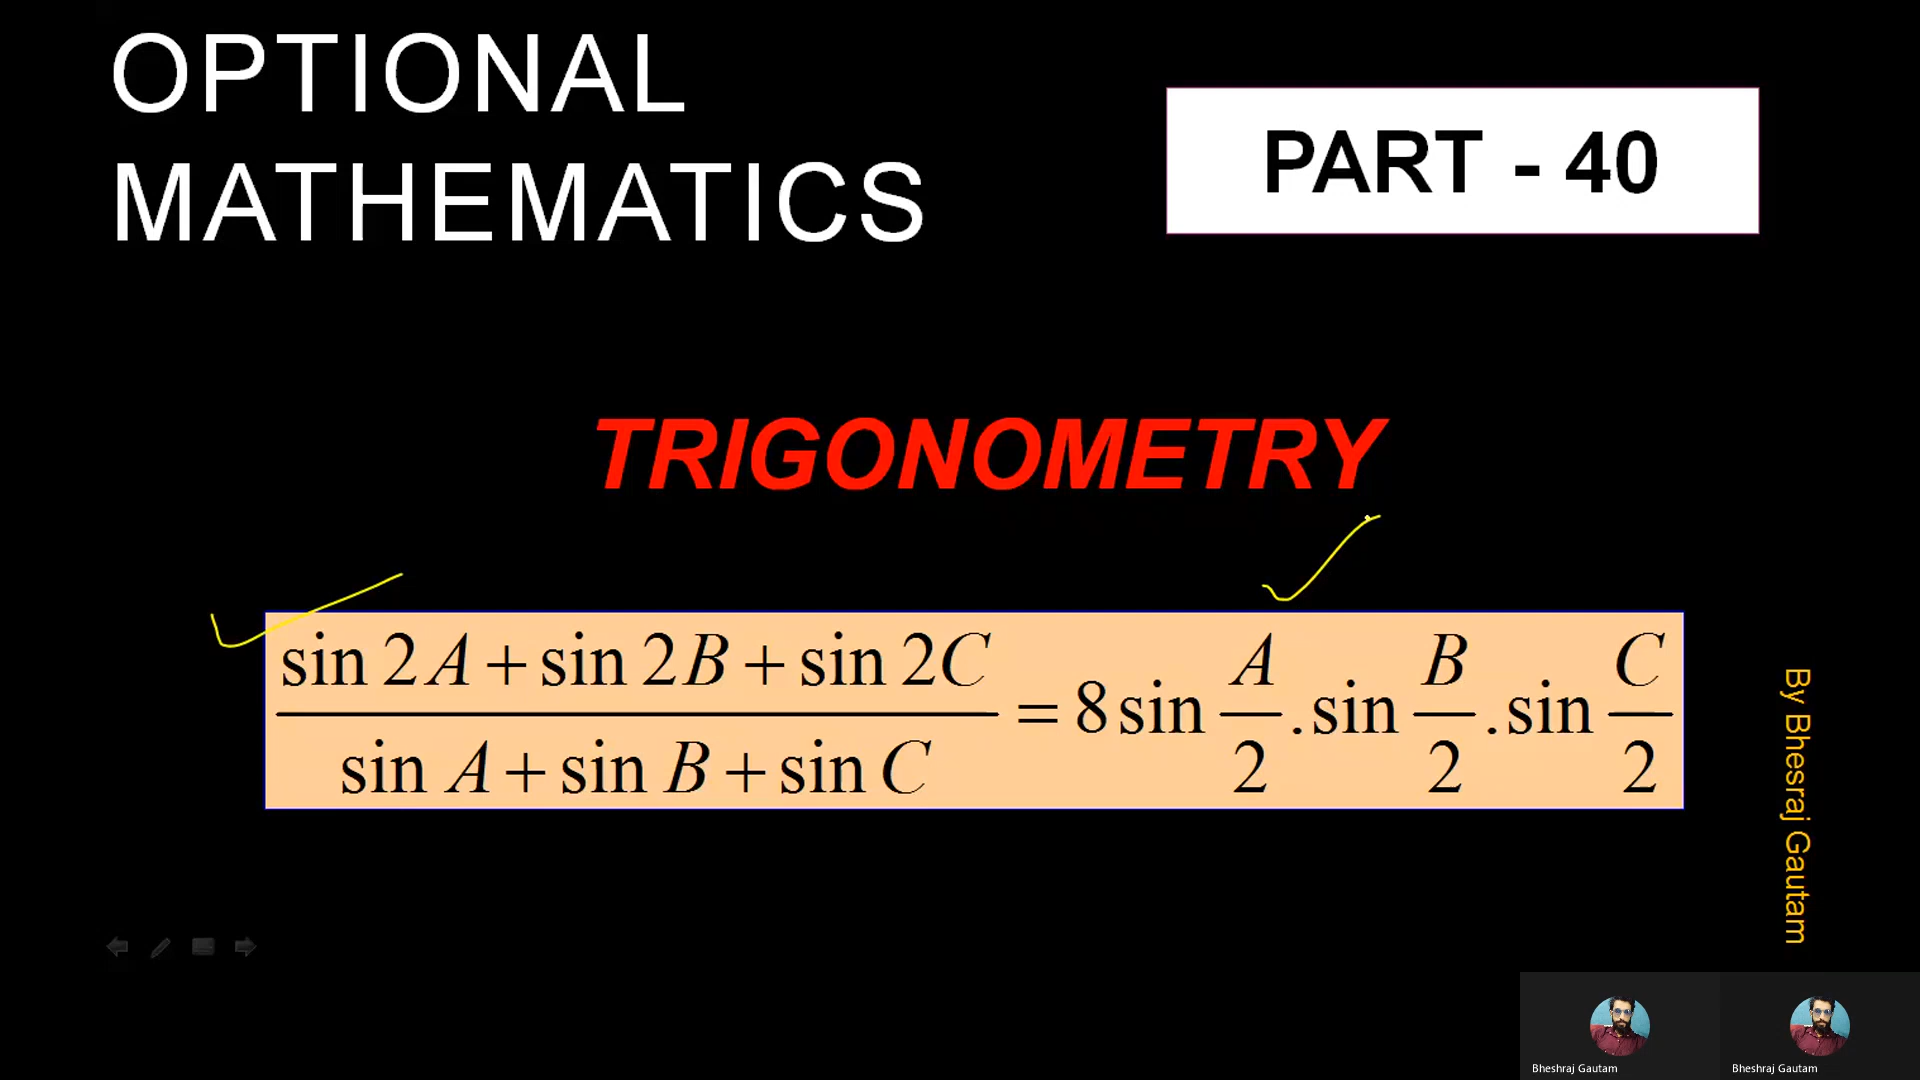 OPTIONAL
MATHEMATICS
PART - 40
TRIGONOMETRY
sin 2A + sin 2B + sin 2C / sin A + sin B + sin C = 8 sin A/2 . sin B/2 . sin C/2
By Bhesraj Gautam
Bheshraj Gautam
Bheshraj Gautam